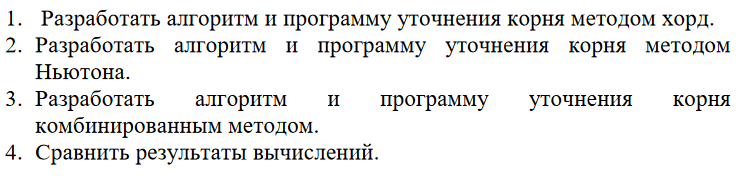 1. Разработать алгоритм и программу уточнения корня методом хорд.
2. Разработать алгоритм и программу уточнения корня методом
Ньютона.
3. Разработать алгоритм и программу уточнения корня
комбинированным методом.
4. Сравнить результаты вычислений.